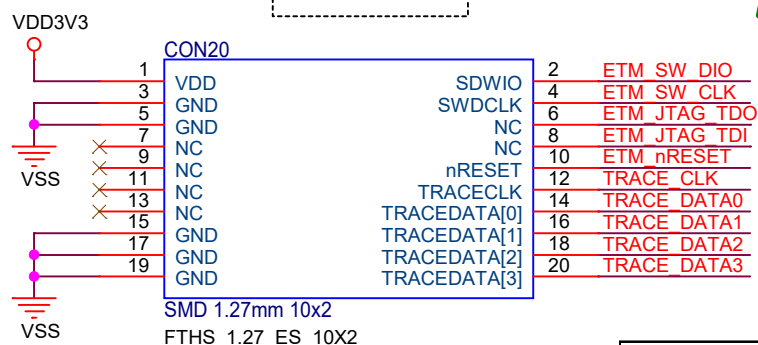 VDD3V3
CON20
1 VDD SDWIO 2 ETM_SW_DIO
3 GND SWDCLK 4 ETM_SW_CLK
5 GND NC 6 ETM_JTAG_TDO
7 NC NC 8 ETM_JTAG_TDI
9 NC nRESET 10 ETM_nRESET
11 NC TRACECLK 12 TRACE_CLK
13 NC TRACEDATA[0] 14 TRACE_DATA0
15 GND TRACEDATA[1] 16 TRACE_DATA1
17 GND TRACEDATA[2] 18 TRACE_DATA2
19 GND TRACEDATA[3] 20 TRACE_DATA3
VSS
VSS
SMD 1.27mm 10x2
FTHS_1.27_ES_10X2